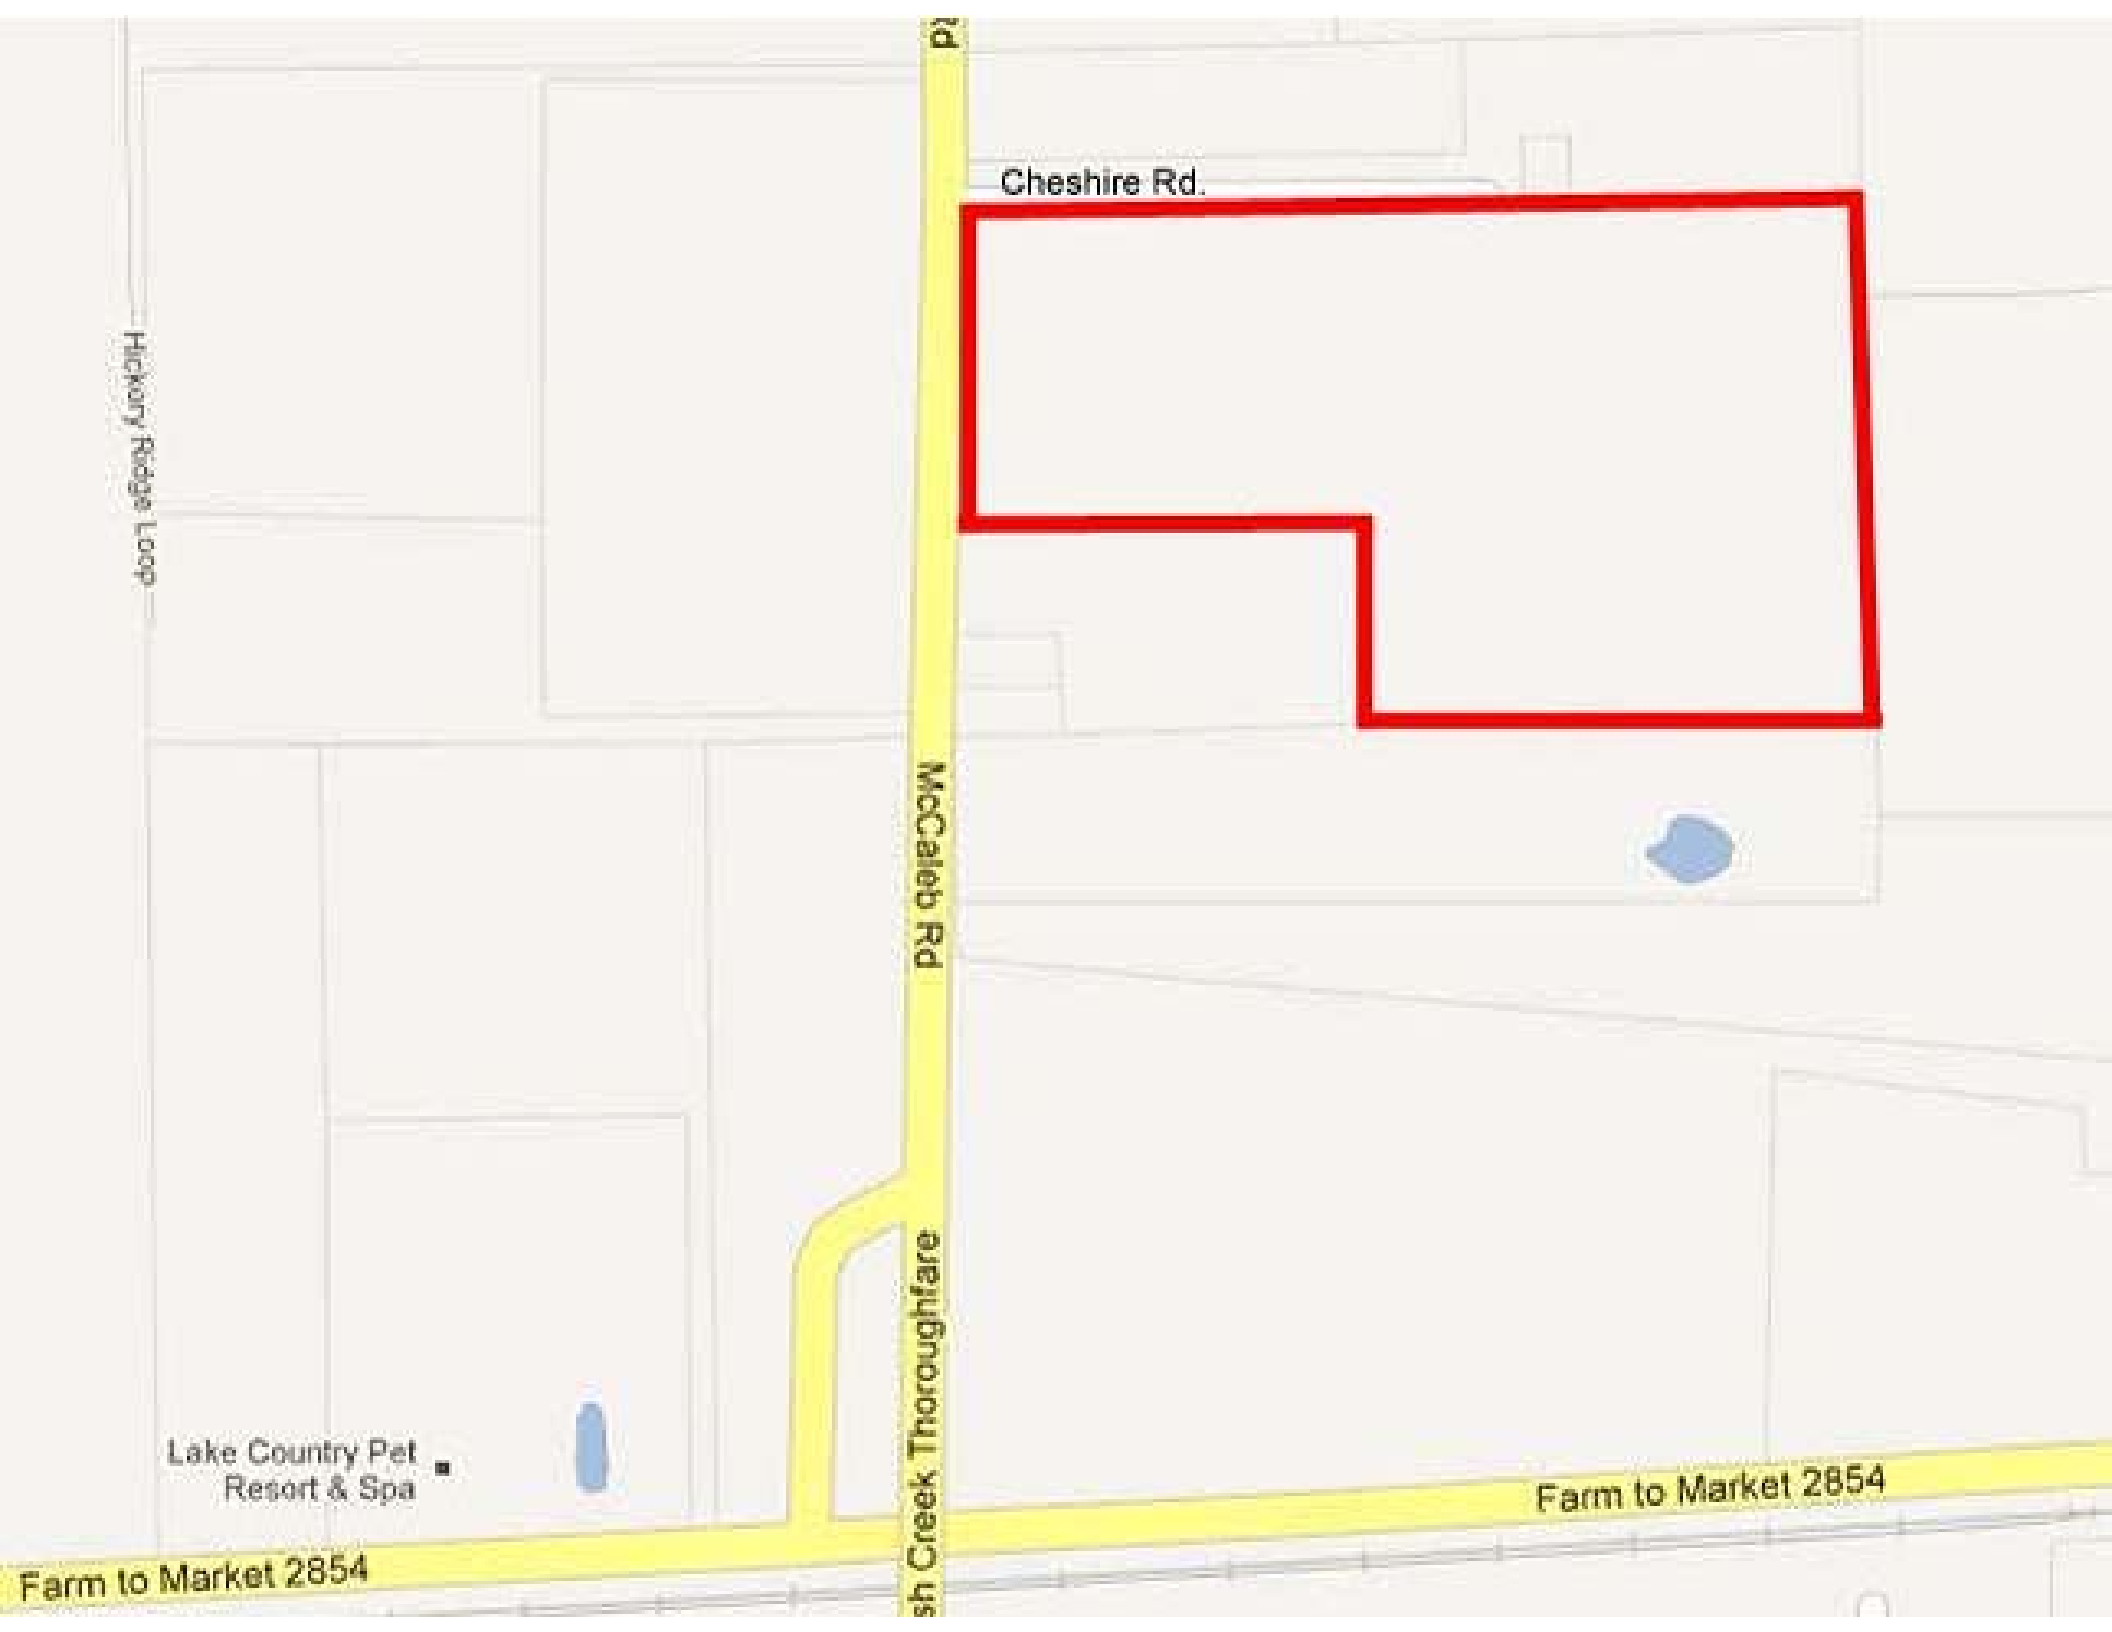 Rd
Cheshire Rd.
Hickory Ridge Loop
McCaleb Rd
sh Creek Thoroughfare
Lake Country Pet
Resort & Spa
Farm to Market 2854
Farm to Market 2854